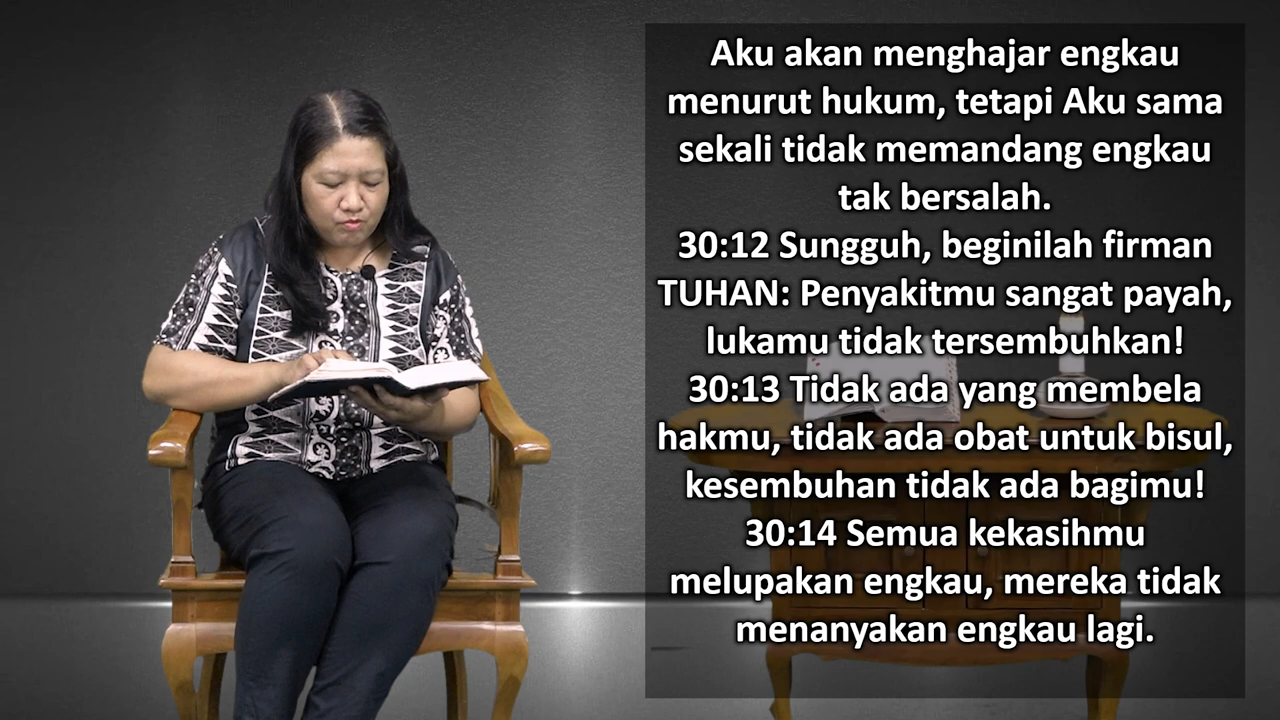 Aku akan menghajar engkau
menurut hukum, tetapi Aku sama
sekali tidak memandang engkau
tak bersalah.
30:12 Sungguh, beginilah firman
TUHAN: Penyakitmu sangat payah,
lukamu tidak tersembuhkan!
30:13 Tidak ada yang membela
hakmu, tidak ada obat untuk bisul,
kesembuhan tidak ada bagimu!
30:14 Semua kekasihmu
melupakan engkau, mereka tidak
menanyakan engkau lagi.